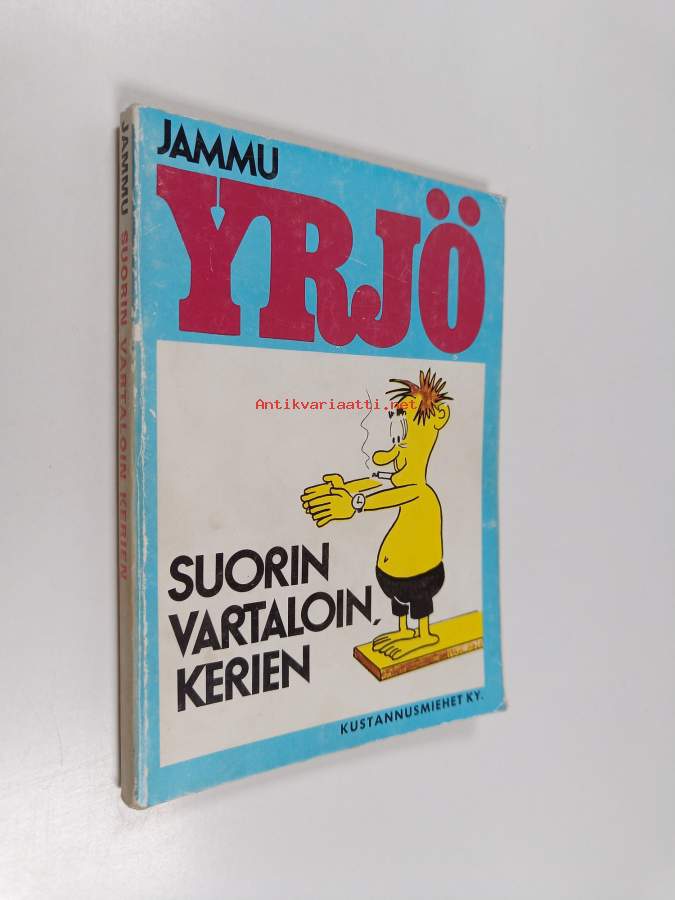 JAMMU
YRJÖ
SUORIN
VARTALOIN,
KERIEN
KUSTANNUSMIEHET KY.
JAMMU SUORIN VARTALOIN KERIEN
Antikvariaatti.net